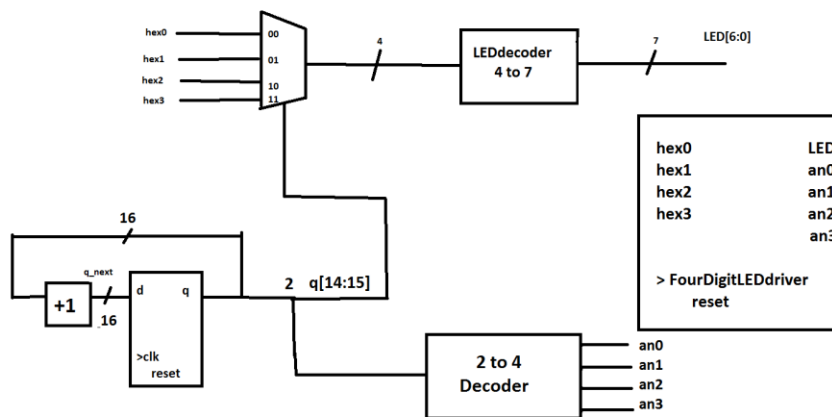 hex0
00
hex1
01
hex2
10
hex3
11
4
LEDdecoder
4 to 7
7
LED[6:0]
hex0 LED
hex1 an0
hex2 an1
hex3 an2
an3
> FourDigitLEDdriver
reset
16
q_next
+1
16
d q
>clk
reset
2 q[14:15]
2 to 4
Decoder
an0
an1
an2
an3